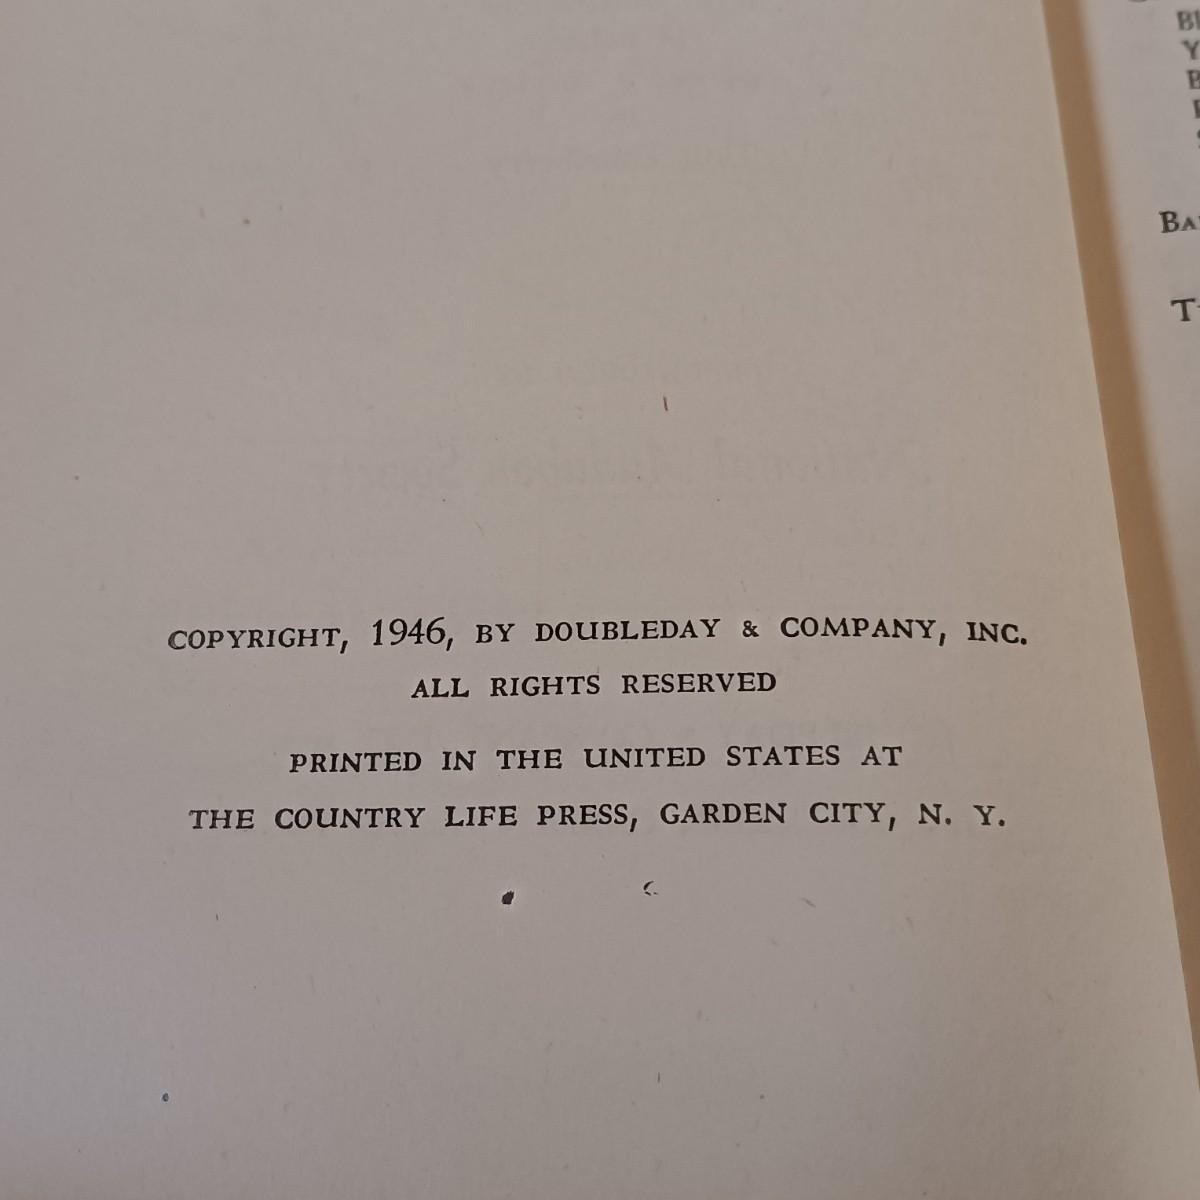 COPYRIGHT, 1946, BY DOUBLEDAY & COMPANY, INC.
ALL RIGHTS RESERVED
PRINTED IN THE UNITED STATES AT
THE COUNTRY LIFE PRESS, GARDEN CITY, N. Y.